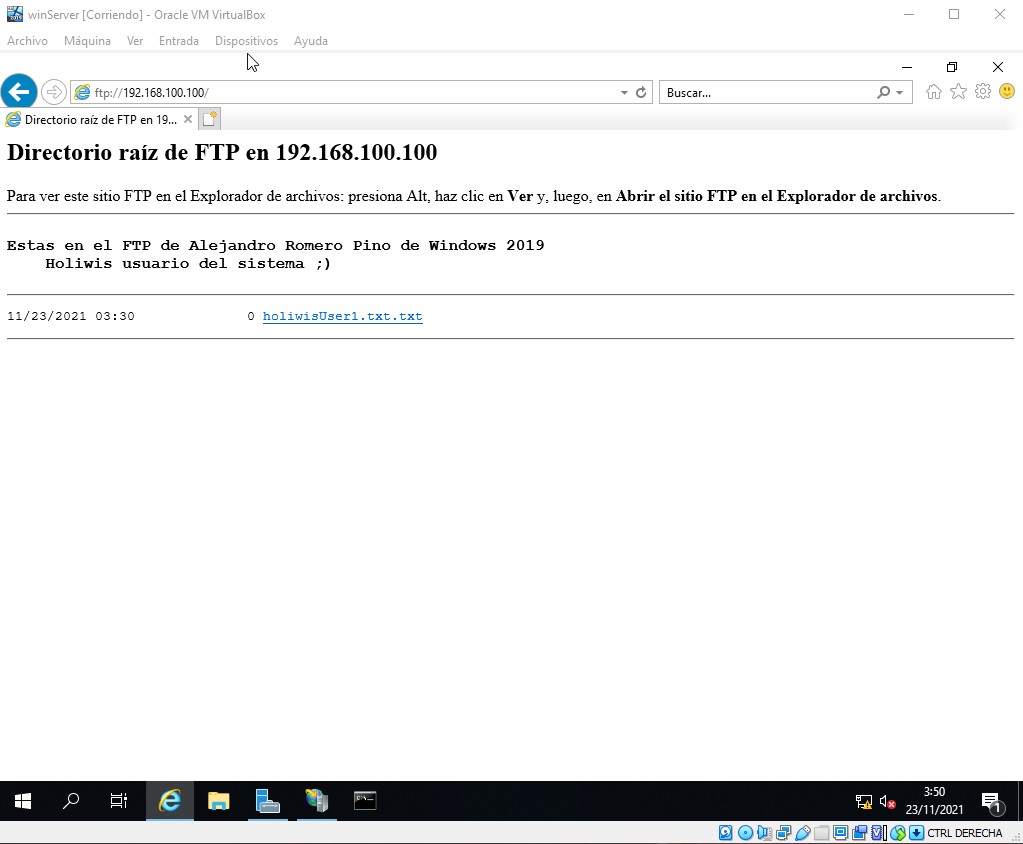 winServer [Corriendo] - Oracle VM VirtualBox
Archivo Máquina Ver Entrada Dispositivos Ayuda
ftp://192.168.100.100/
Buscar...
Directorio raíz de FTP en 19...
Directorio raíz de FTP en 192.168.100.100
Para ver este sitio FTP en el Explorador de archivos: presiona Alt, haz clic en Ver y, luego, en Abrir el sitio FTP en el Explorador de archivos.
Estas en el FTP de Alejandro Romero Pino de Windows 2019
Holiwis usuario del sistema ;)
11/23/2021 03:30 0 holiwisUser1.txt.txt
3:50
23/11/2021
1
CTRL DERECHA